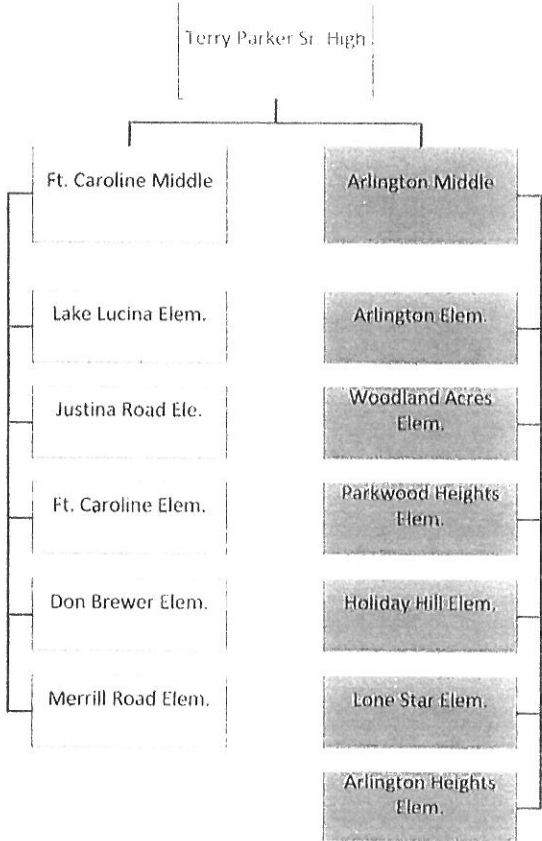 Terry Parker Sr. High
Ft. Caroline Middle
Lake Lucina Elem.
Justina Road Ele.
Ft. Caroline Elem.
Don Brewer Elem.
Merrill Road Elem.
Arlington Middle
Arlington Elem.
Woodland Acres
Elem.
Parkwood Heights
Elem.
Holiday Hill Elem.
Lone Star Elem.
Arlington Heights
Elem.